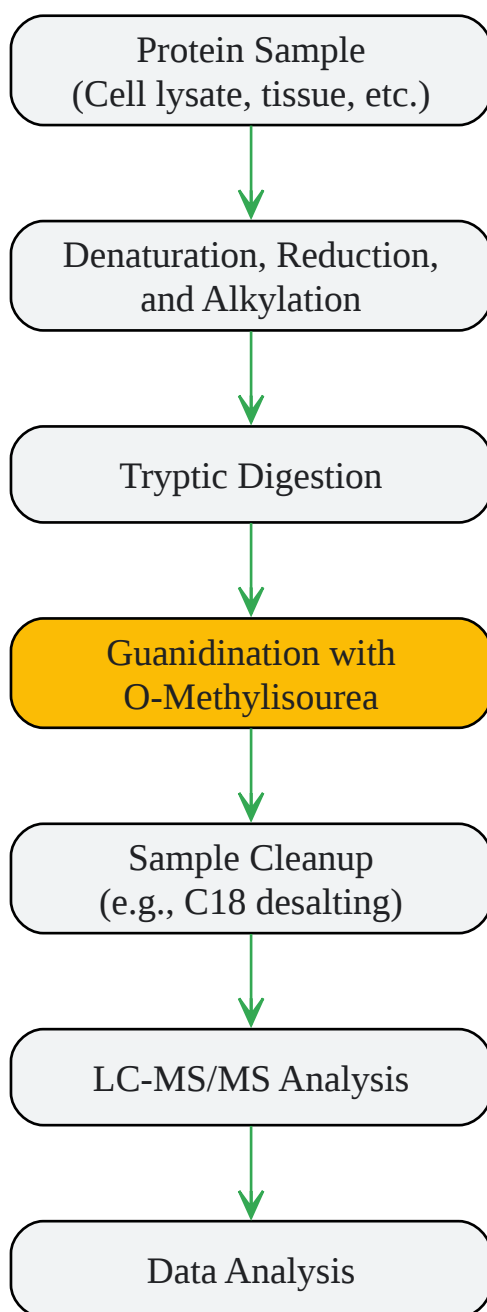 Protein Sample
(Cell lysate, tissue, etc.)
Denaturation, Reduction,
and Alkylation
Tryptic Digestion
Guanidination with
O-Methylisourea
Sample Cleanup
(e.g., C18 desalting)
LC-MS/MS Analysis
Data Analysis